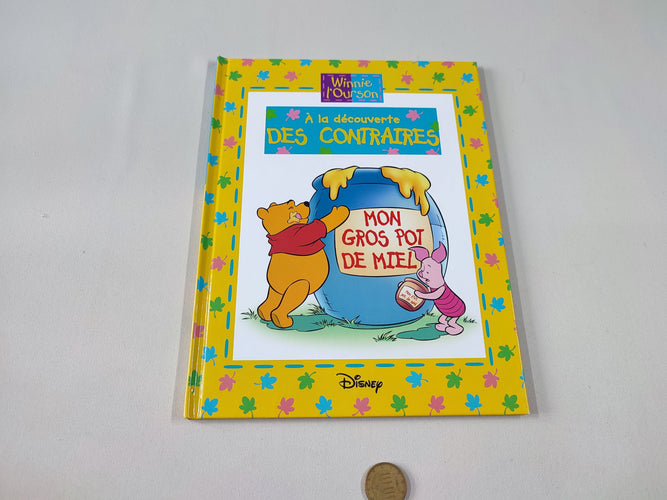 Winnie
l'Ourson
À la découverte
DES CONTRAIRES
MON
GROS POT
DE MIEL
Disney